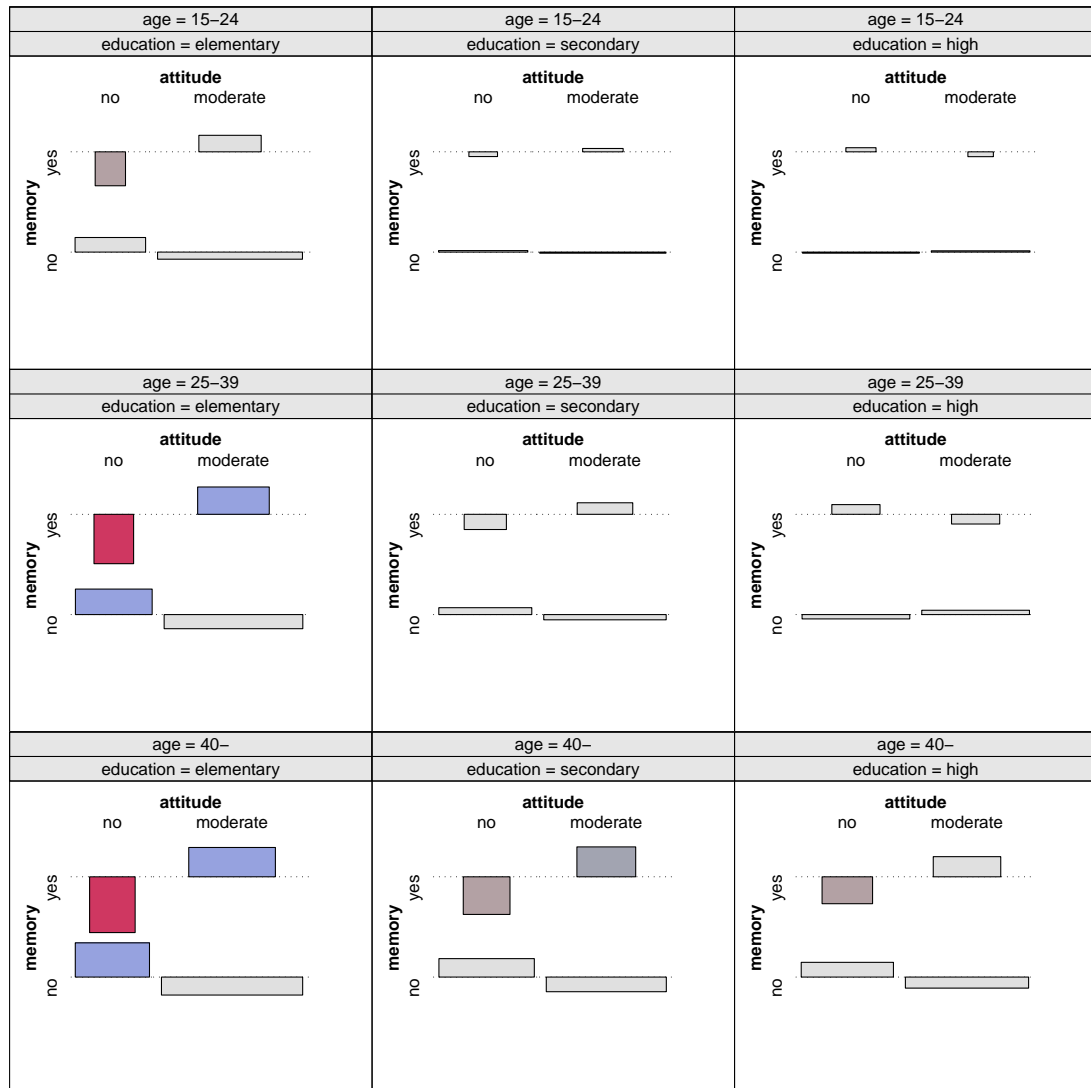 age = 15−24
education = elementary
attitude
no moderate
memory
yes
no
age = 15−24
education = secondary
attitude
no moderate
memory
yes
no
age = 15−24
education = high
attitude
no moderate
memory
yes
no
age = 25−39
education = elementary
attitude
no moderate
memory
yes
no
age = 25−39
education = secondary
attitude
no moderate
memory
yes
no
age = 25−39
education = high
attitude
no moderate
memory
yes
no
age = 40−
education = elementary
attitude
no moderate
memory
yes
no
age = 40−
education = secondary
attitude
no moderate
memory
yes
no
age = 40−
education = high
attitude
no moderate
memory
yes
no